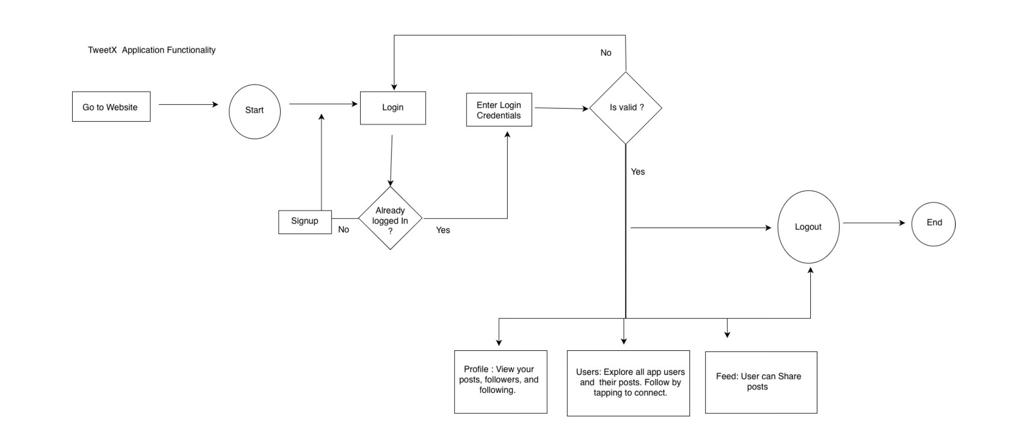 TweetX Application Functionality
No
Go to Website
Start
Login
Enter Login
Credentials
Is valid ?
Yes
Signup
No
Already
logged In
?
Yes
Logout
End
Profile : View your
posts, followers, and
following.
Users: Explore all app users
and their posts. Follow by
tapping to connect.
Feed: User can Share
posts